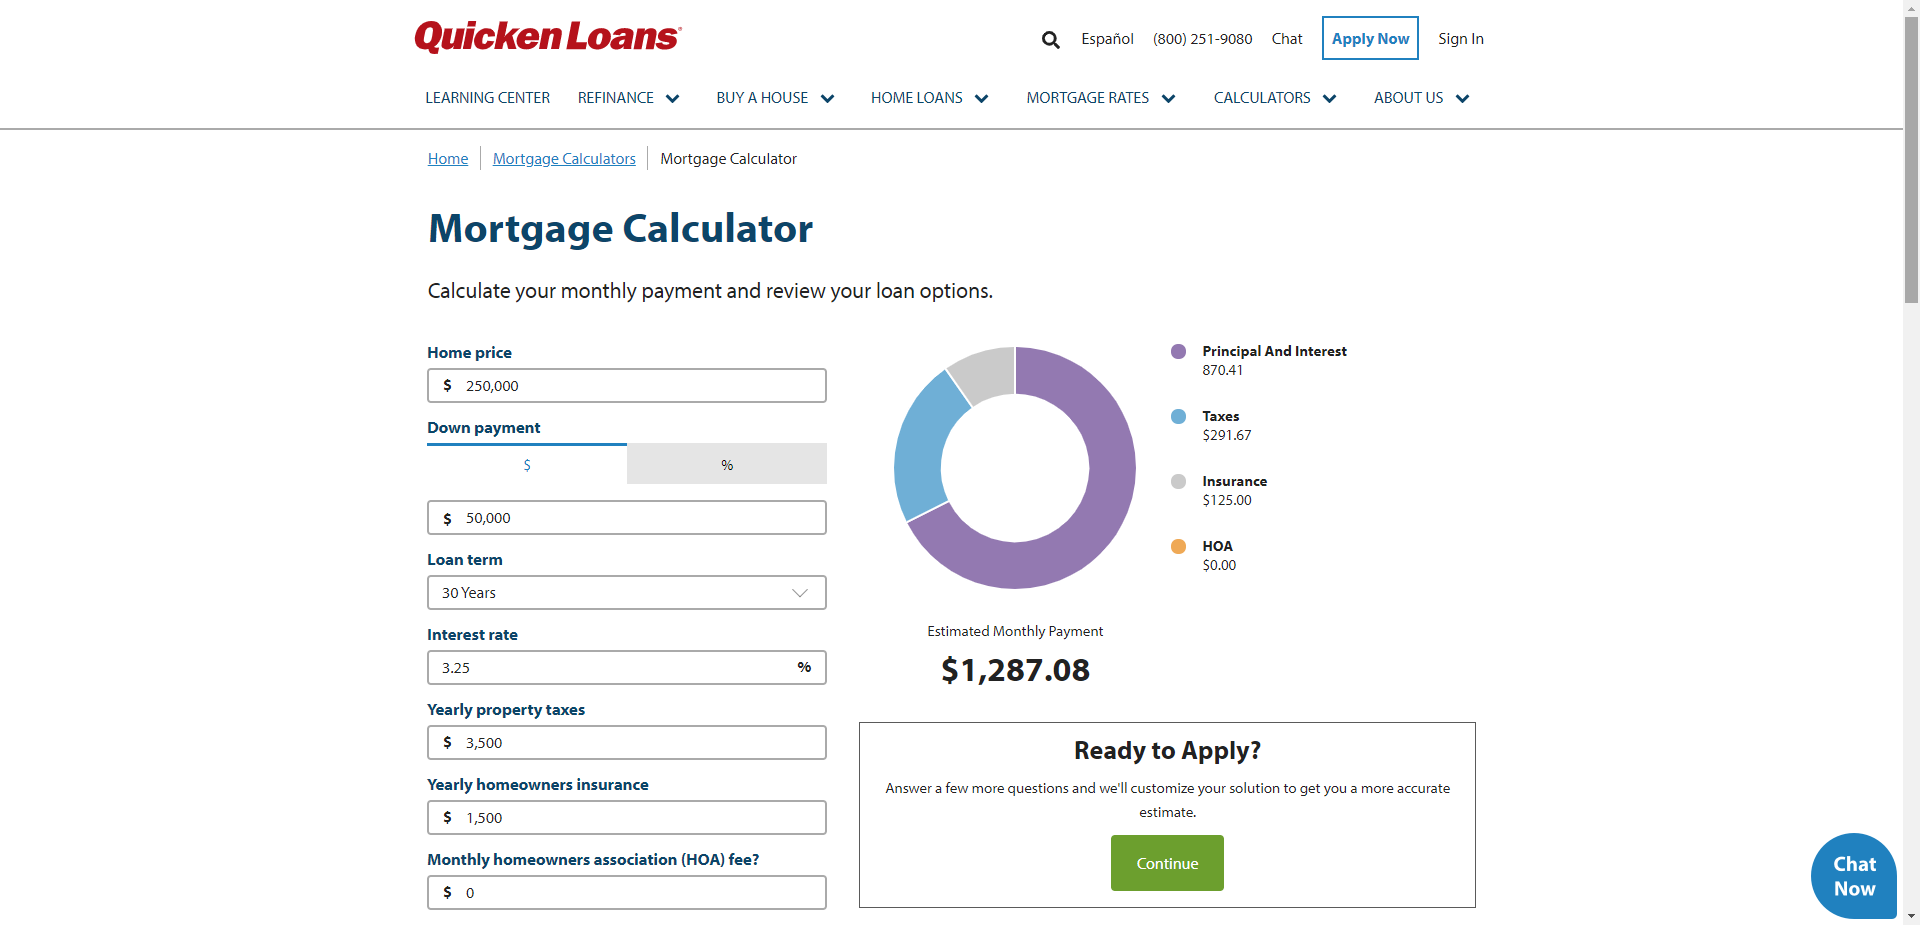 Quicken Loans
Español (800) 251-9080 Chat Apply Now Sign In
LEARNING CENTER REFINANCE BUY A HOUSE HOME LOANS MORTGAGE RATES CALCULATORS ABOUT US
Home Mortgage Calculators Mortgage Calculator
Mortgage Calculator
Calculate your monthly payment and review your loan options.
Home price
$ 250,000
Down payment
$ %
$ 50,000
Loan term
30 Years
Interest rate
3.25 %
Yearly property taxes
$ 3,500
Yearly homeowners insurance
$ 1,500
Monthly homeowners association (HOA) fee?
$ 0
Principal And Interest
870.41
Taxes
$291.67
Insurance
$125.00
HOA
$0.00
Estimated Monthly Payment
$1,287.08
Ready to Apply?
Answer a few more questions and we'll customize your solution to get you a more accurate
estimate.
Continue
Chat
Now